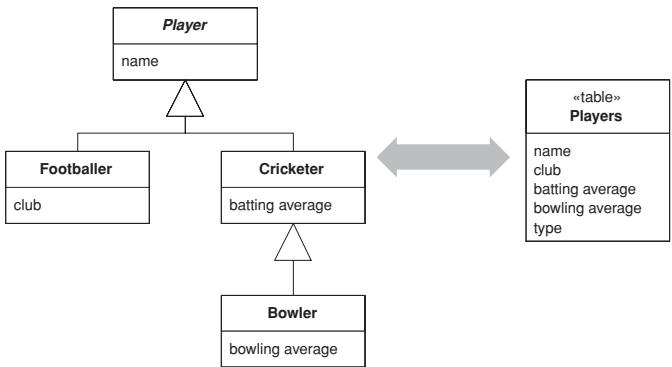 Player
name
Footballer
club
Cricketer
batting average
Bowler
bowling average
«table»
Players
name
club
batting average
bowling average
type